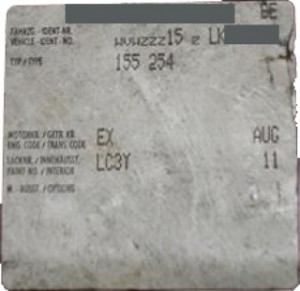 BE
FAHRZG.-IDENT-NR.
VEHICLE-IDENT-NO. WVWZZZ15 Z LK
TYP/TYPE 155 254
MOTORKB./GETR.KB.
ENG.CODE/TRANS.CODE EX AUG
LACKNR./INNENAUSST.
PAINT NO./INTERIOR LC3Y 11
M.-AUSST./OPTIONS